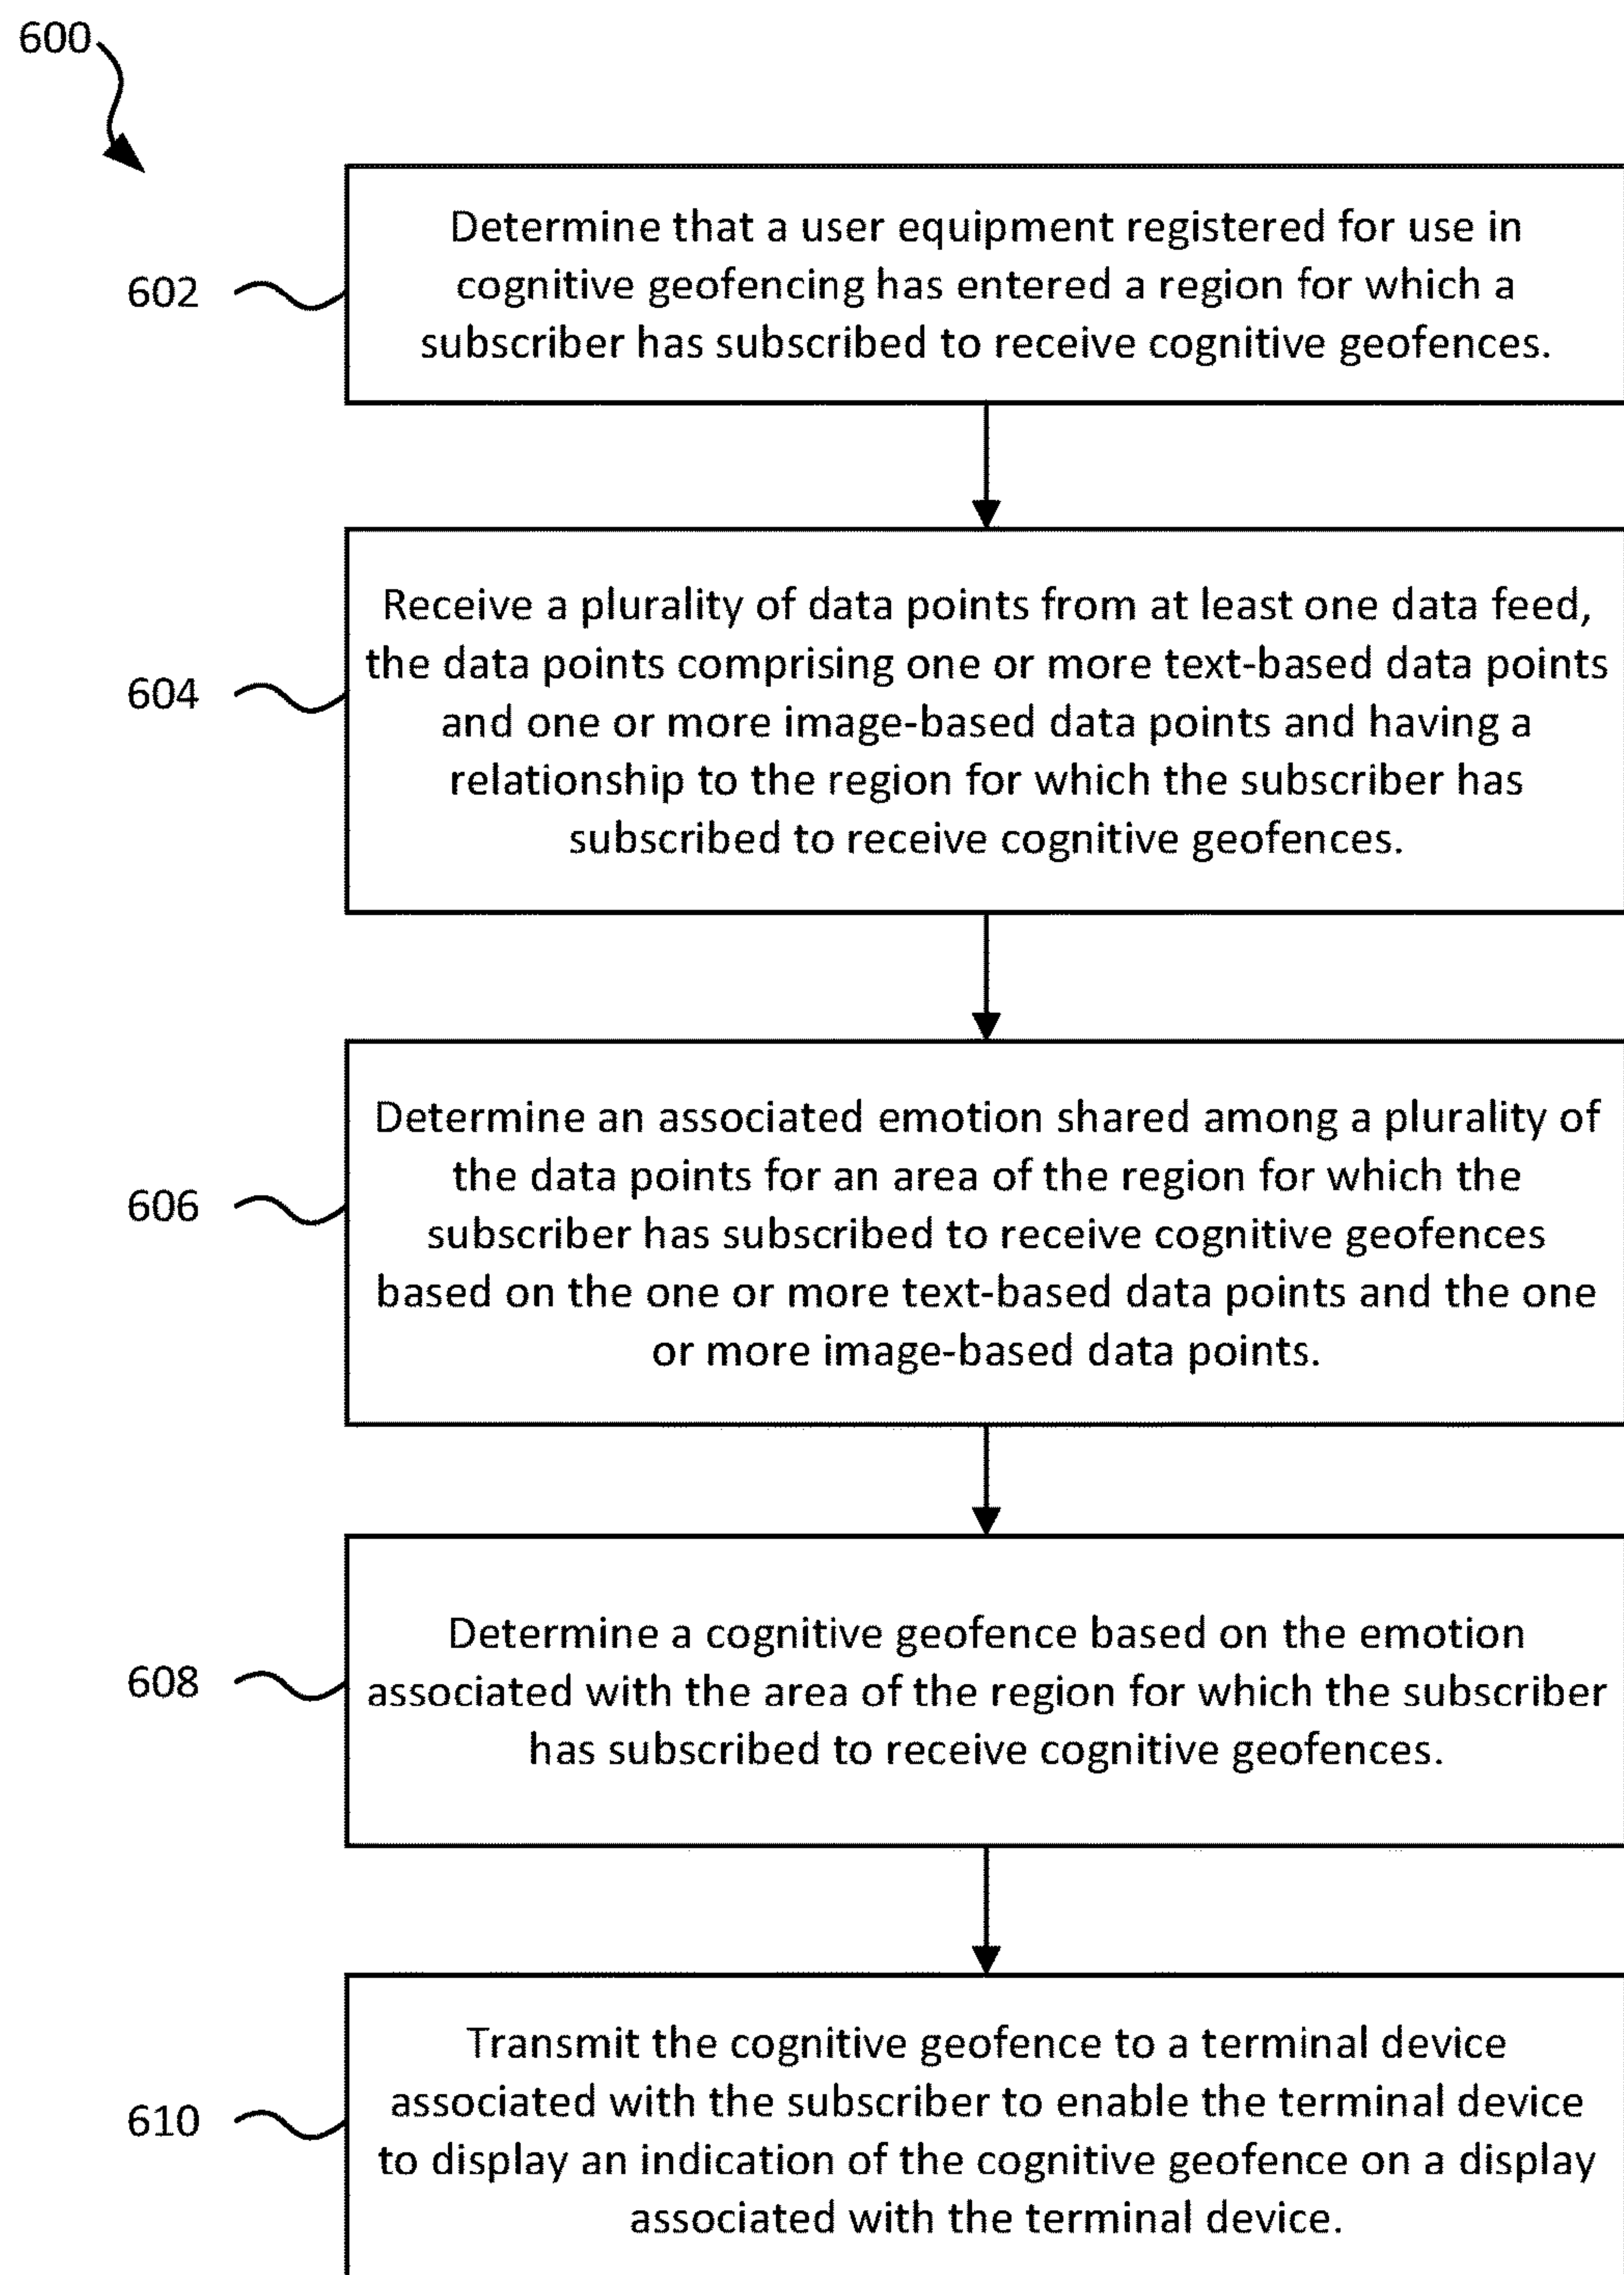 600
602
Determine that a user equipment registered for use in
cognitive geofencing has entered a region for which a
subscriber has subscribed to receive cognitive geofences.
604
Receive a plurality of data points from at least one data feed,
the data points comprising one or more text-based data points
and one or more image-based data points and having a
relationship to the region for which the subscriber has
subscribed to receive cognitive geofences.
606
Determine an associated emotion shared among a plurality of
the data points for an area of the region for which the
subscriber has subscribed to receive cognitive geofences
based on the one or more text-based data points and the one
or more image-based data points.
608
Determine a cognitive geofence based on the emotion
associated with the area of the region for which the subscriber
has subscribed to receive cognitive geofences.
610
Transmit the cognitive geofence to a terminal device
associated with the subscriber to enable the terminal device
to display an indication of the cognitive geofence on a display
associated with the terminal device.